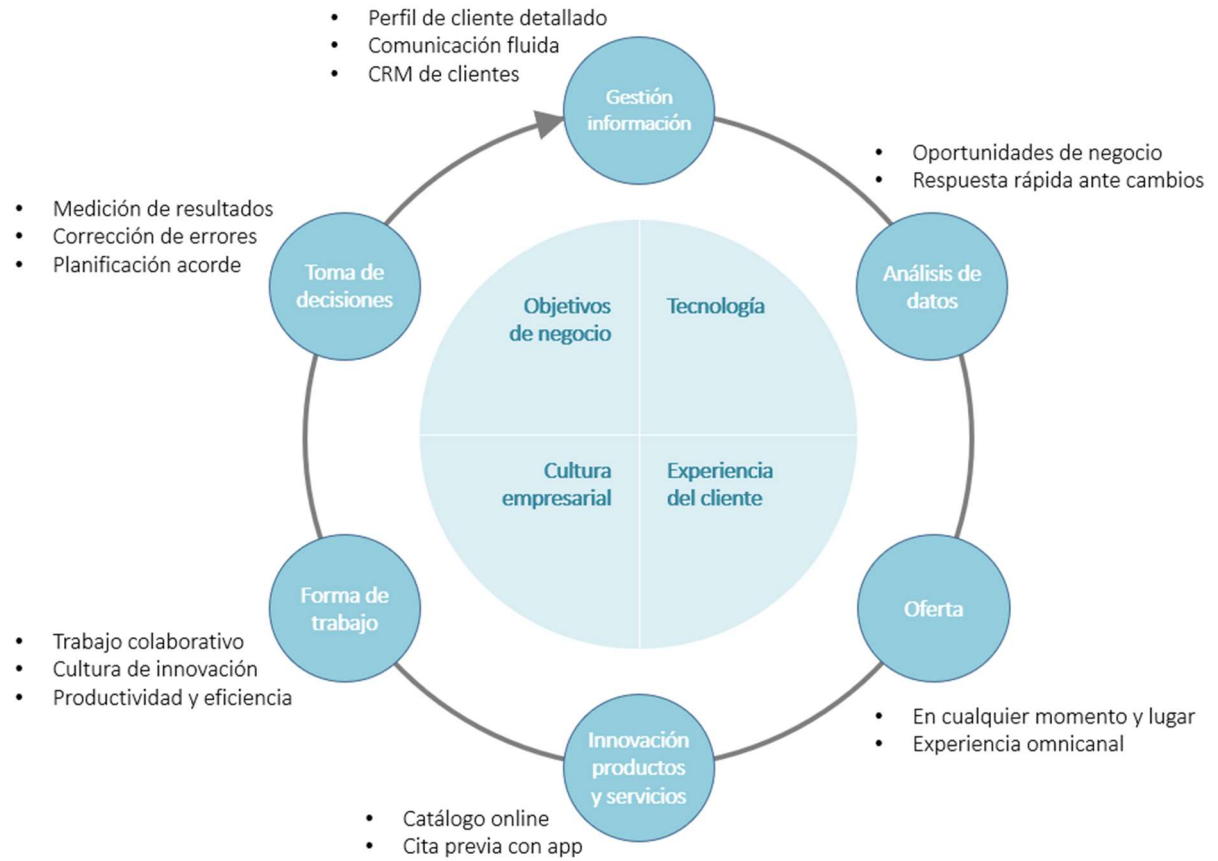 • Perfil de cliente detallado
• Comunicación fluida
• CRM de clientes
Gestión
información
• Oportunidades de negocio
• Respuesta rápida ante cambios
Análisis de
datos
Oferta
• En cualquier momento y lugar
• Experiencia omnicanal
Innovación
productos
y servicios
• Catálogo online
• Cita previa con app
Forma de
trabajo
• Trabajo colaborativo
• Cultura de innovación
• Productividad y eficiencia
• Medición de resultados
• Corrección de errores
• Planificación acorde
Toma de
decisiones
Objetivos
de negocio
Tecnología
Cultura
empresarial
Experiencia
del cliente